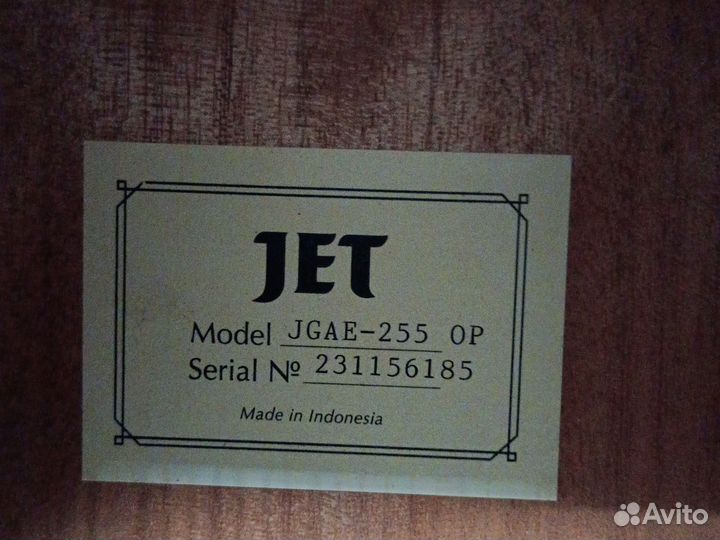 JET
Model JGAE-255 OP
Serial № 231156185
Made in Indonesia
Avito